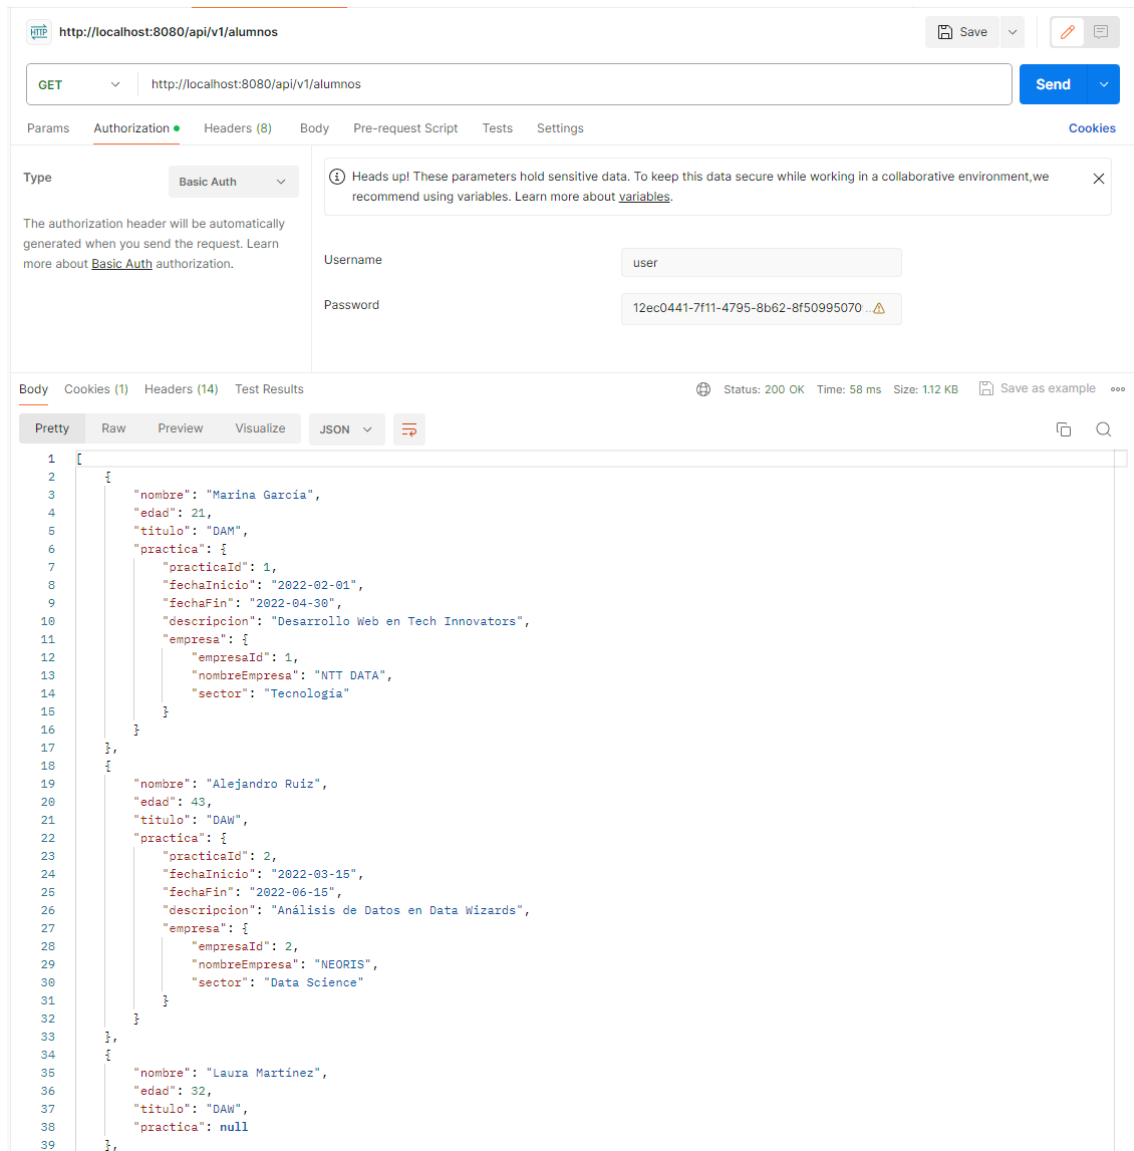 HTTP http://localhost:8080/api/v1/alumnos Save
GET http://localhost:8080/api/v1/alumnos Send
Params Authorization Headers (8) Body Pre-request Script Tests Settings Cookies
Type Basic Auth
The authorization header will be automatically
generated when you send the request. Learn
more about Basic Auth authorization.
Heads up! These parameters hold sensitive data. To keep this data secure while working in a collaborative environment,we
recommend using variables. Learn more about variables.
Username user
Password 12ec0441-7f11-4795-8b62-8f50995070 ...
Body Cookies (1) Headers (14) Test Results Status: 200 OK Time: 58 ms Size: 1.12 KB Save as example
Pretty Raw Preview Visualize JSON
1 [
2 {
3 "nombre": "Marina García",
4 "edad": 21,
5 "titulo": "DAM",
6 "practica": {
7 "practicaId": 1,
8 "fechaInicio": "2022-02-01",
9 "fechaFin": "2022-04-30",
10 "descripcion": "Desarrollo Web en Tech Innovators",
11 "empresa": {
12 "empresaId": 1,
13 "nombreEmpresa": "NTT DATA",
14 "sector": "Tecnología"
15 }
16 }
17 },
18 {
19 "nombre": "Alejandro Ruiz",
20 "edad": 43,
21 "titulo": "DAW",
22 "practica": {
23 "practicaId": 2,
24 "fechaInicio": "2022-03-15",
25 "fechaFin": "2022-06-15",
26 "descripcion": "Análisis de Datos en Data Wizards",
27 "empresa": {
28 "empresaId": 2,
29 "nombreEmpresa": "NEORIS",
30 "sector": "Data Science"
31 }
32 }
33 },
34 {
35 "nombre": "Laura Martínez",
36 "edad": 32,
37 "titulo": "DAW",
38 "practica": null
39 },